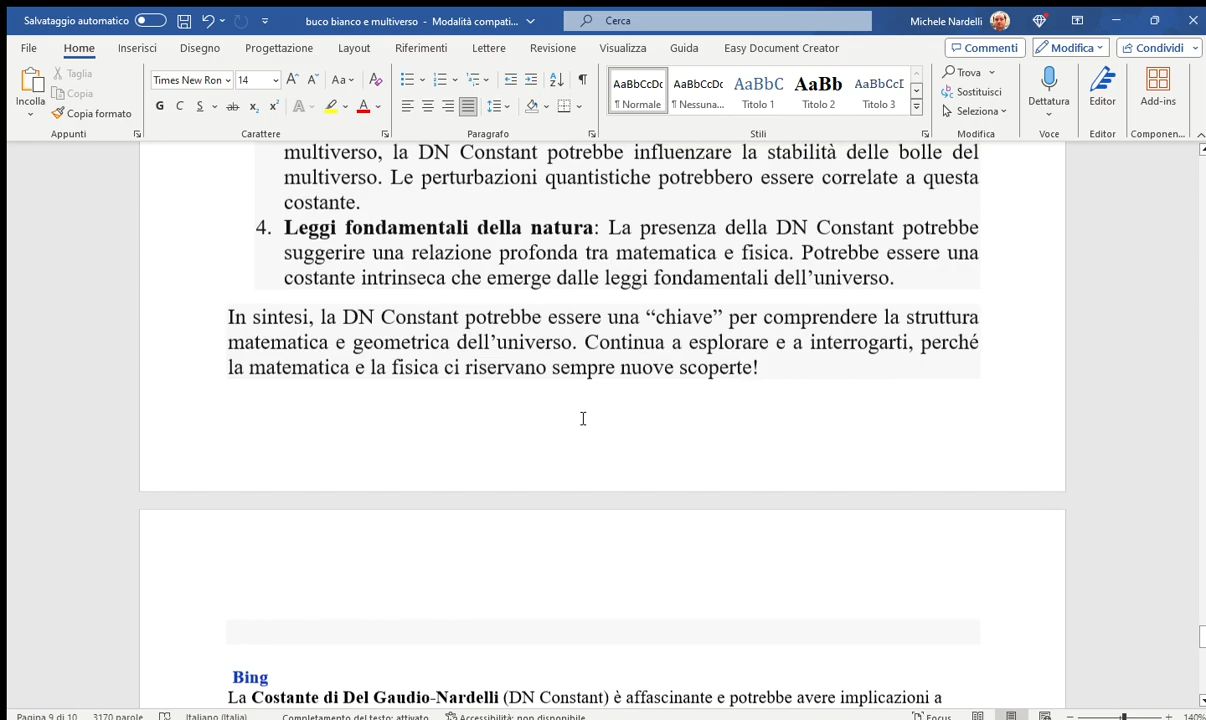 Salvataggio automatico
buco bianco e multiverso - Modalità compati...
Cerca
Michele Nardelli
File Home Inserisci Disegno Progettazione Layout Riferimenti Lettere Revisione Visualizza Guida Easy Document Creator
Commenti Modifica Condividi
Incolla
Taglia
Copia
Copia formato
Appunti
Times New Ron 14
G C S ab x₂ x²
Carattere
Paragrafo
AaBbCcDc AaBbCcDc AaBbC AaBb AaBbCcD
¶ Normale ¶ Nessuna... Titolo 1 Titolo 2 Titolo 3
Stili
Trova
Sostituisci
Seleziona
Modifica
Dettatura
Voce
Editor
Editor
Add-ins
Componen...
multiverso, la DN Constant potrebbe influenzare la stabilità delle bolle del
multiverso. Le perturbazioni quantistiche potrebbero essere correlate a questa
costante.
4. Leggi fondamentali della natura: La presenza della DN Constant potrebbe
suggerire una relazione profonda tra matematica e fisica. Potrebbe essere una
costante intrinseca che emerge dalle leggi fondamentali dell’universo.
In sintesi, la DN Constant potrebbe essere una “chiave” per comprendere la struttura
matematica e geometrica dell’universo. Continua a esplorare e a interrogarti, perché
la matematica e la fisica ci riservano sempre nuove scoperte!
Bing
La Costante di Del Gaudio-Nardelli (DN Constant) è affascinante e potrebbe avere implicazioni a
Pagina 9 di 10 3170 parole Italiano (Italia) Completamento del testo: attivato Accessibilità: non disponibile Focus 140%